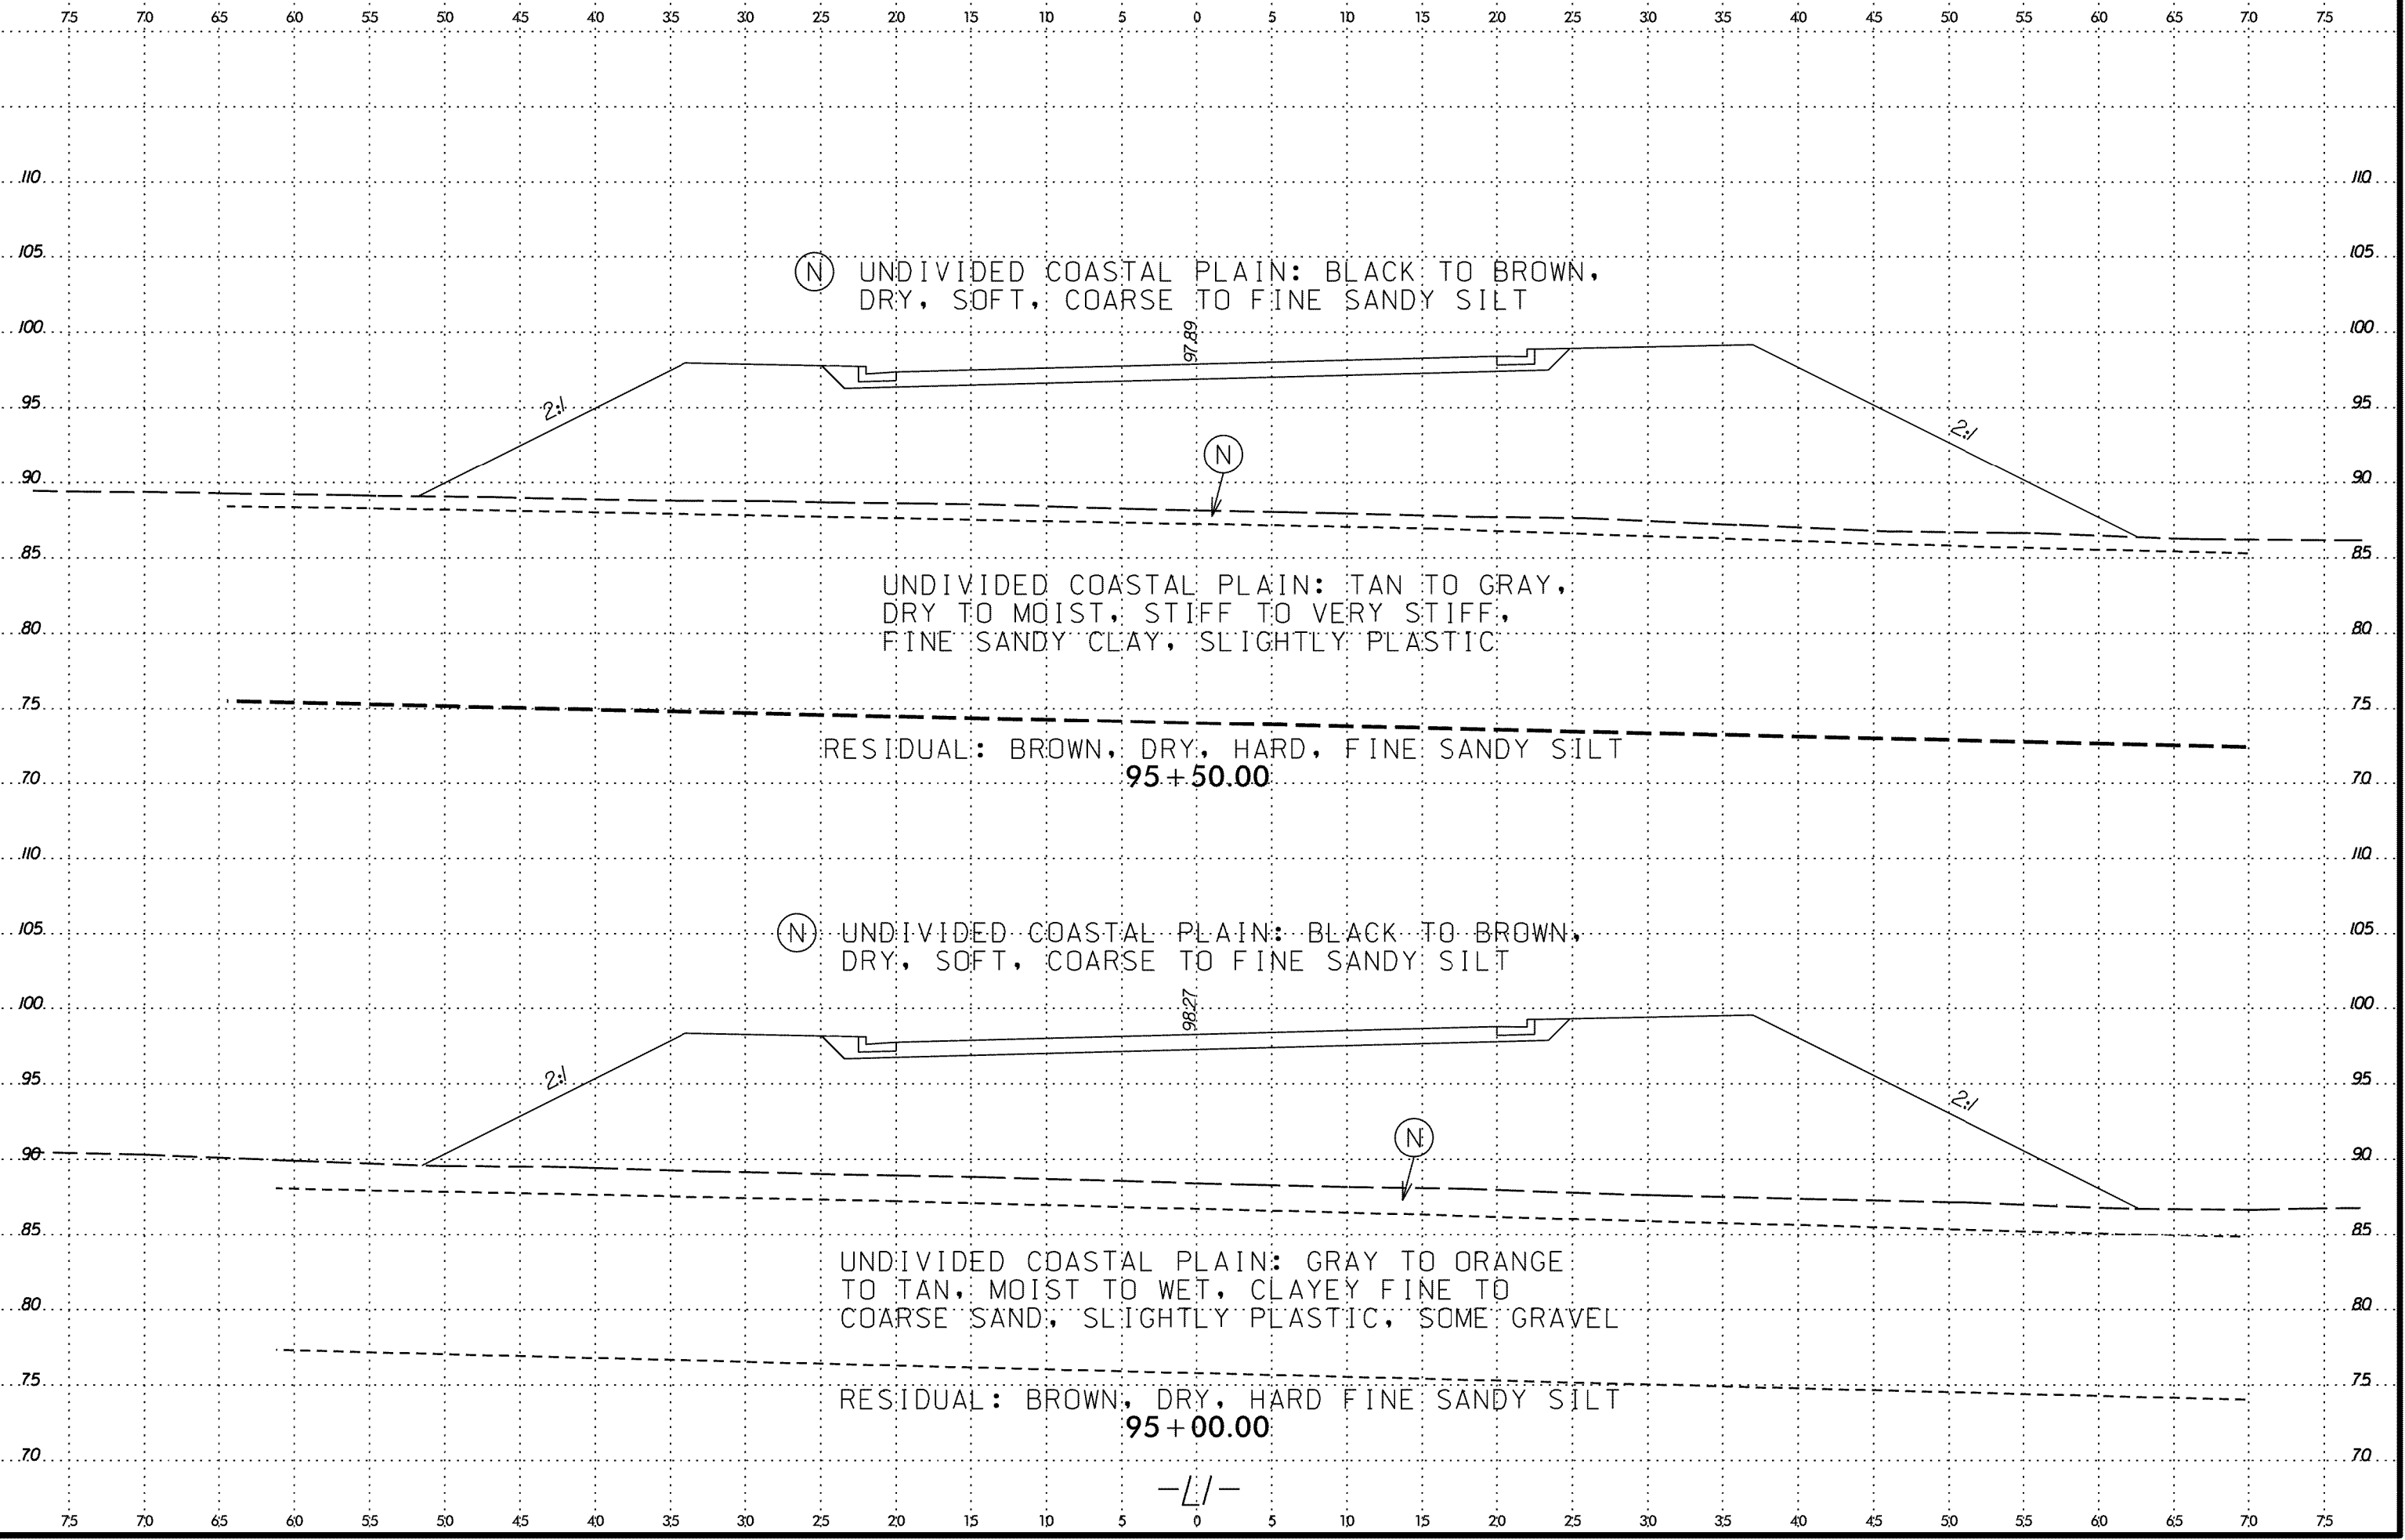 75 70 65 60 55 50 45 40 35 30 25 20 15 10 5 0 5 10 15 20 25 30 35 40 45 50 55 60 65 70 75
110 110
105 105
Ⓝ UNDIVIDED COASTAL PLAIN: BLACK TO BROWN,
DRY, SOFT, COARSE TO FINE SANDY SILT
100 100
97.89
95 95
2:1 2:1
N
90 90
85 85
UNDIVIDED COASTAL PLAIN: TAN TO GRAY,
DRY TO MOIST, STIFF TO VERY STIFF,
80 80
FINE SANDY CLAY, SLIGHTLY PLASTIC
75 75
RESIDUAL: BROWN, DRY, HARD, FINE SANDY SILT
70 95+50.00 70
110 110
105 Ⓝ UNDIVIDED COASTAL PLAIN: BLACK TO BROWN, 105
DRY, SOFT, COARSE TO FINE SANDY SILT
100 100
98.27
95 95
2:1 2:1
N
90 90
85 85
UNDIVIDED COASTAL PLAIN: GRAY TO ORANGE
TO TAN, MOIST TO WET, CLAYEY FINE TO
80 80
COARSE SAND, SLIGHTLY PLASTIC, SOME GRAVEL
75 75
RESIDUAL: BROWN, DRY, HARD FINE SANDY SILT
95+00.00
70 70
-L1-
75 70 65 60 55 50 45 40 35 30 25 20 15 10 5 0 5 10 15 20 25 30 35 40 45 50 55 60 65 70 75